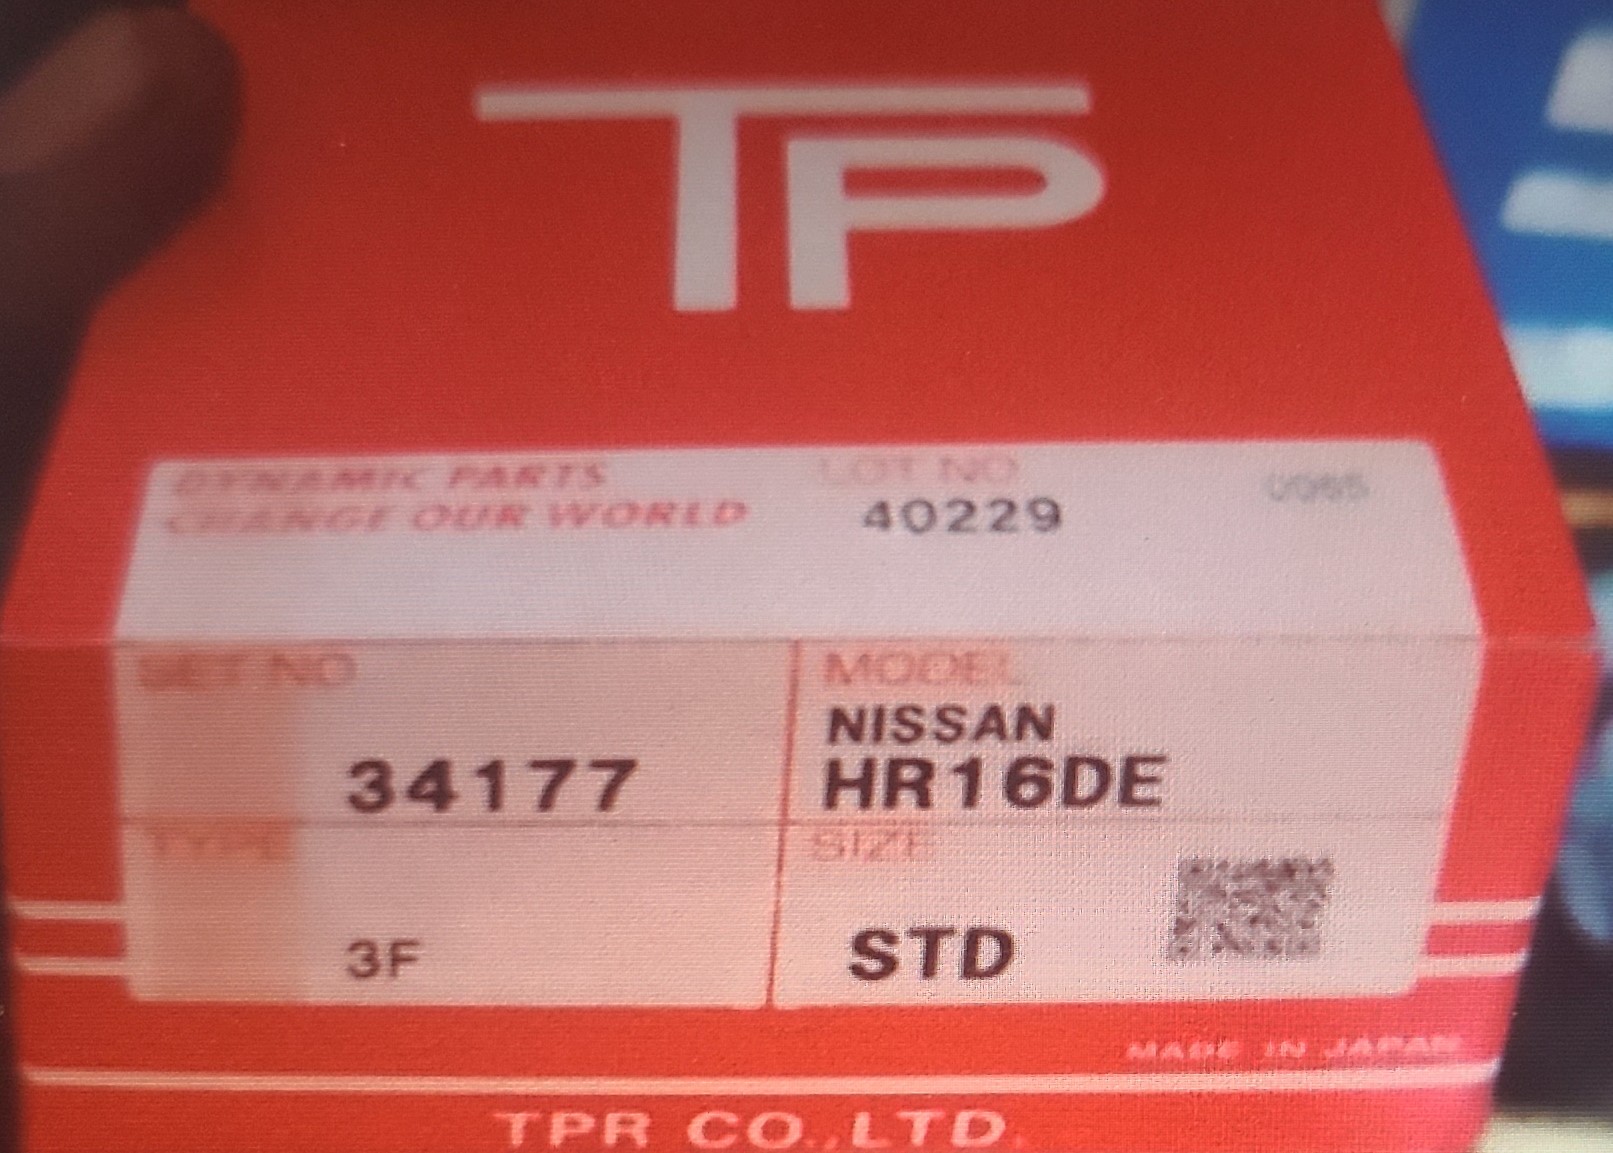 TP
DYNAMIC PARTS
CHANGE OUR WORLD
LOT NO
40229
SET NO
34177
MODEL
NISSAN
HR16DE
TYPE
3F
SIZE
STD
MADE IN JAPAN
TPR CO.,LTD.